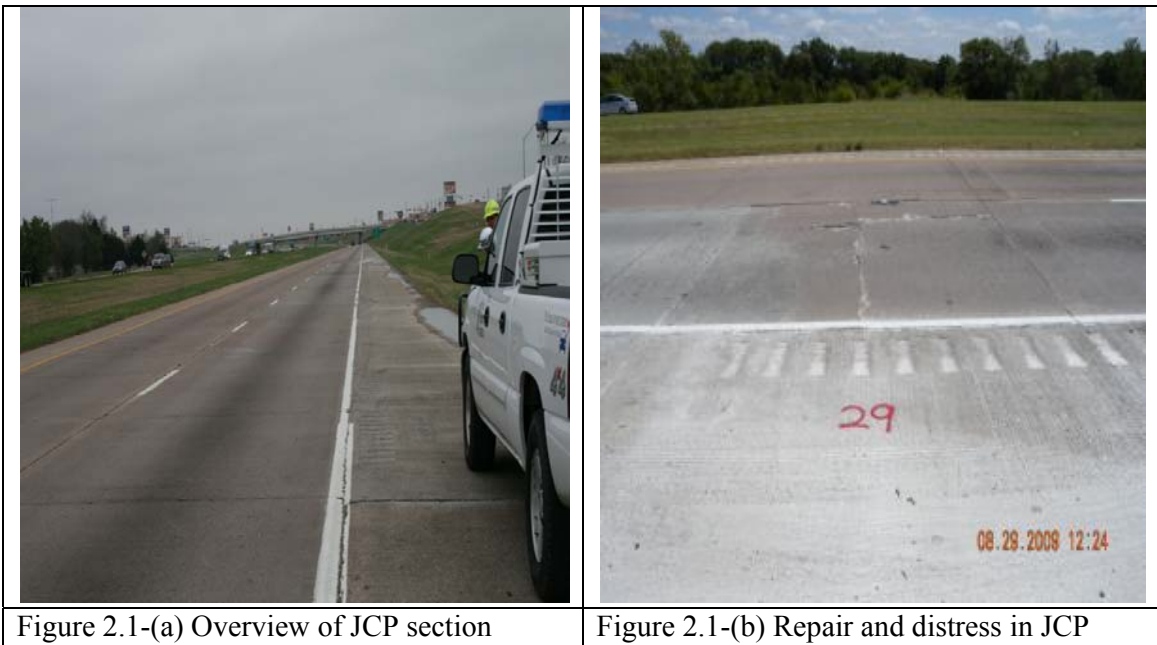 29
08.29.2009 12:24
Figure 2.1-(a) Overview of JCP section
Figure 2.1-(b) Repair and distress in JCP